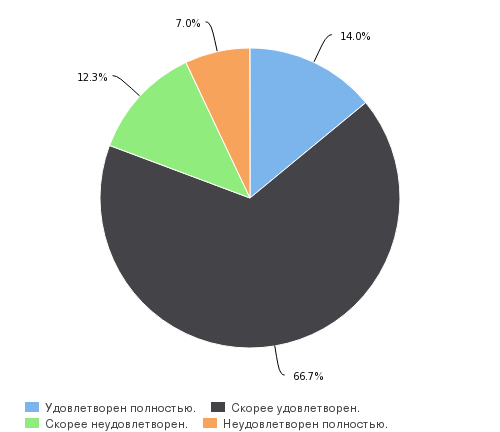 7.0%
14.0%
12.3%
66.7%
Удовлетворен полностью. Скорее удовлетворен.
Скорее неудовлетворен. Неудовлетворен полностью.